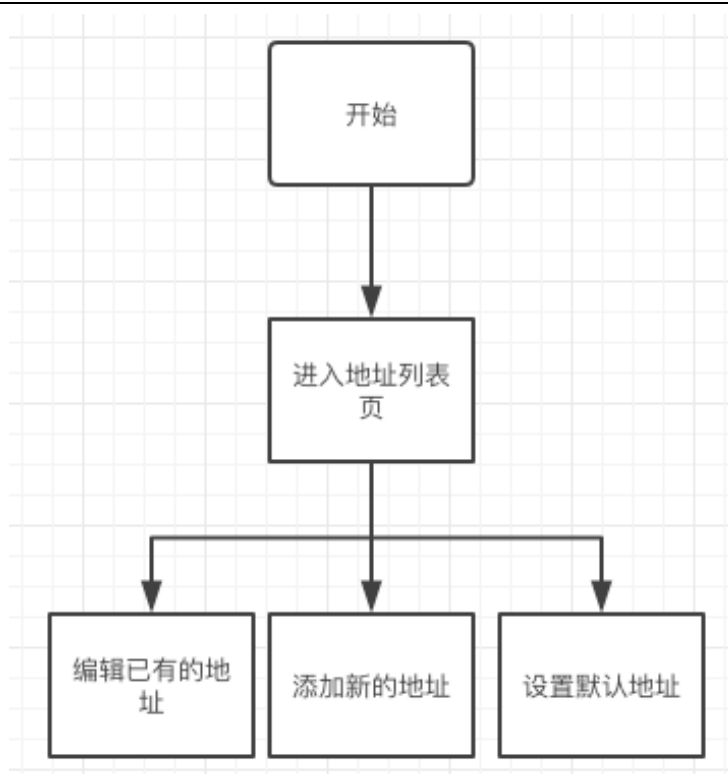 开始
进入地址列表
页
编辑已有的地
址
添加新的地址
设置默认地址